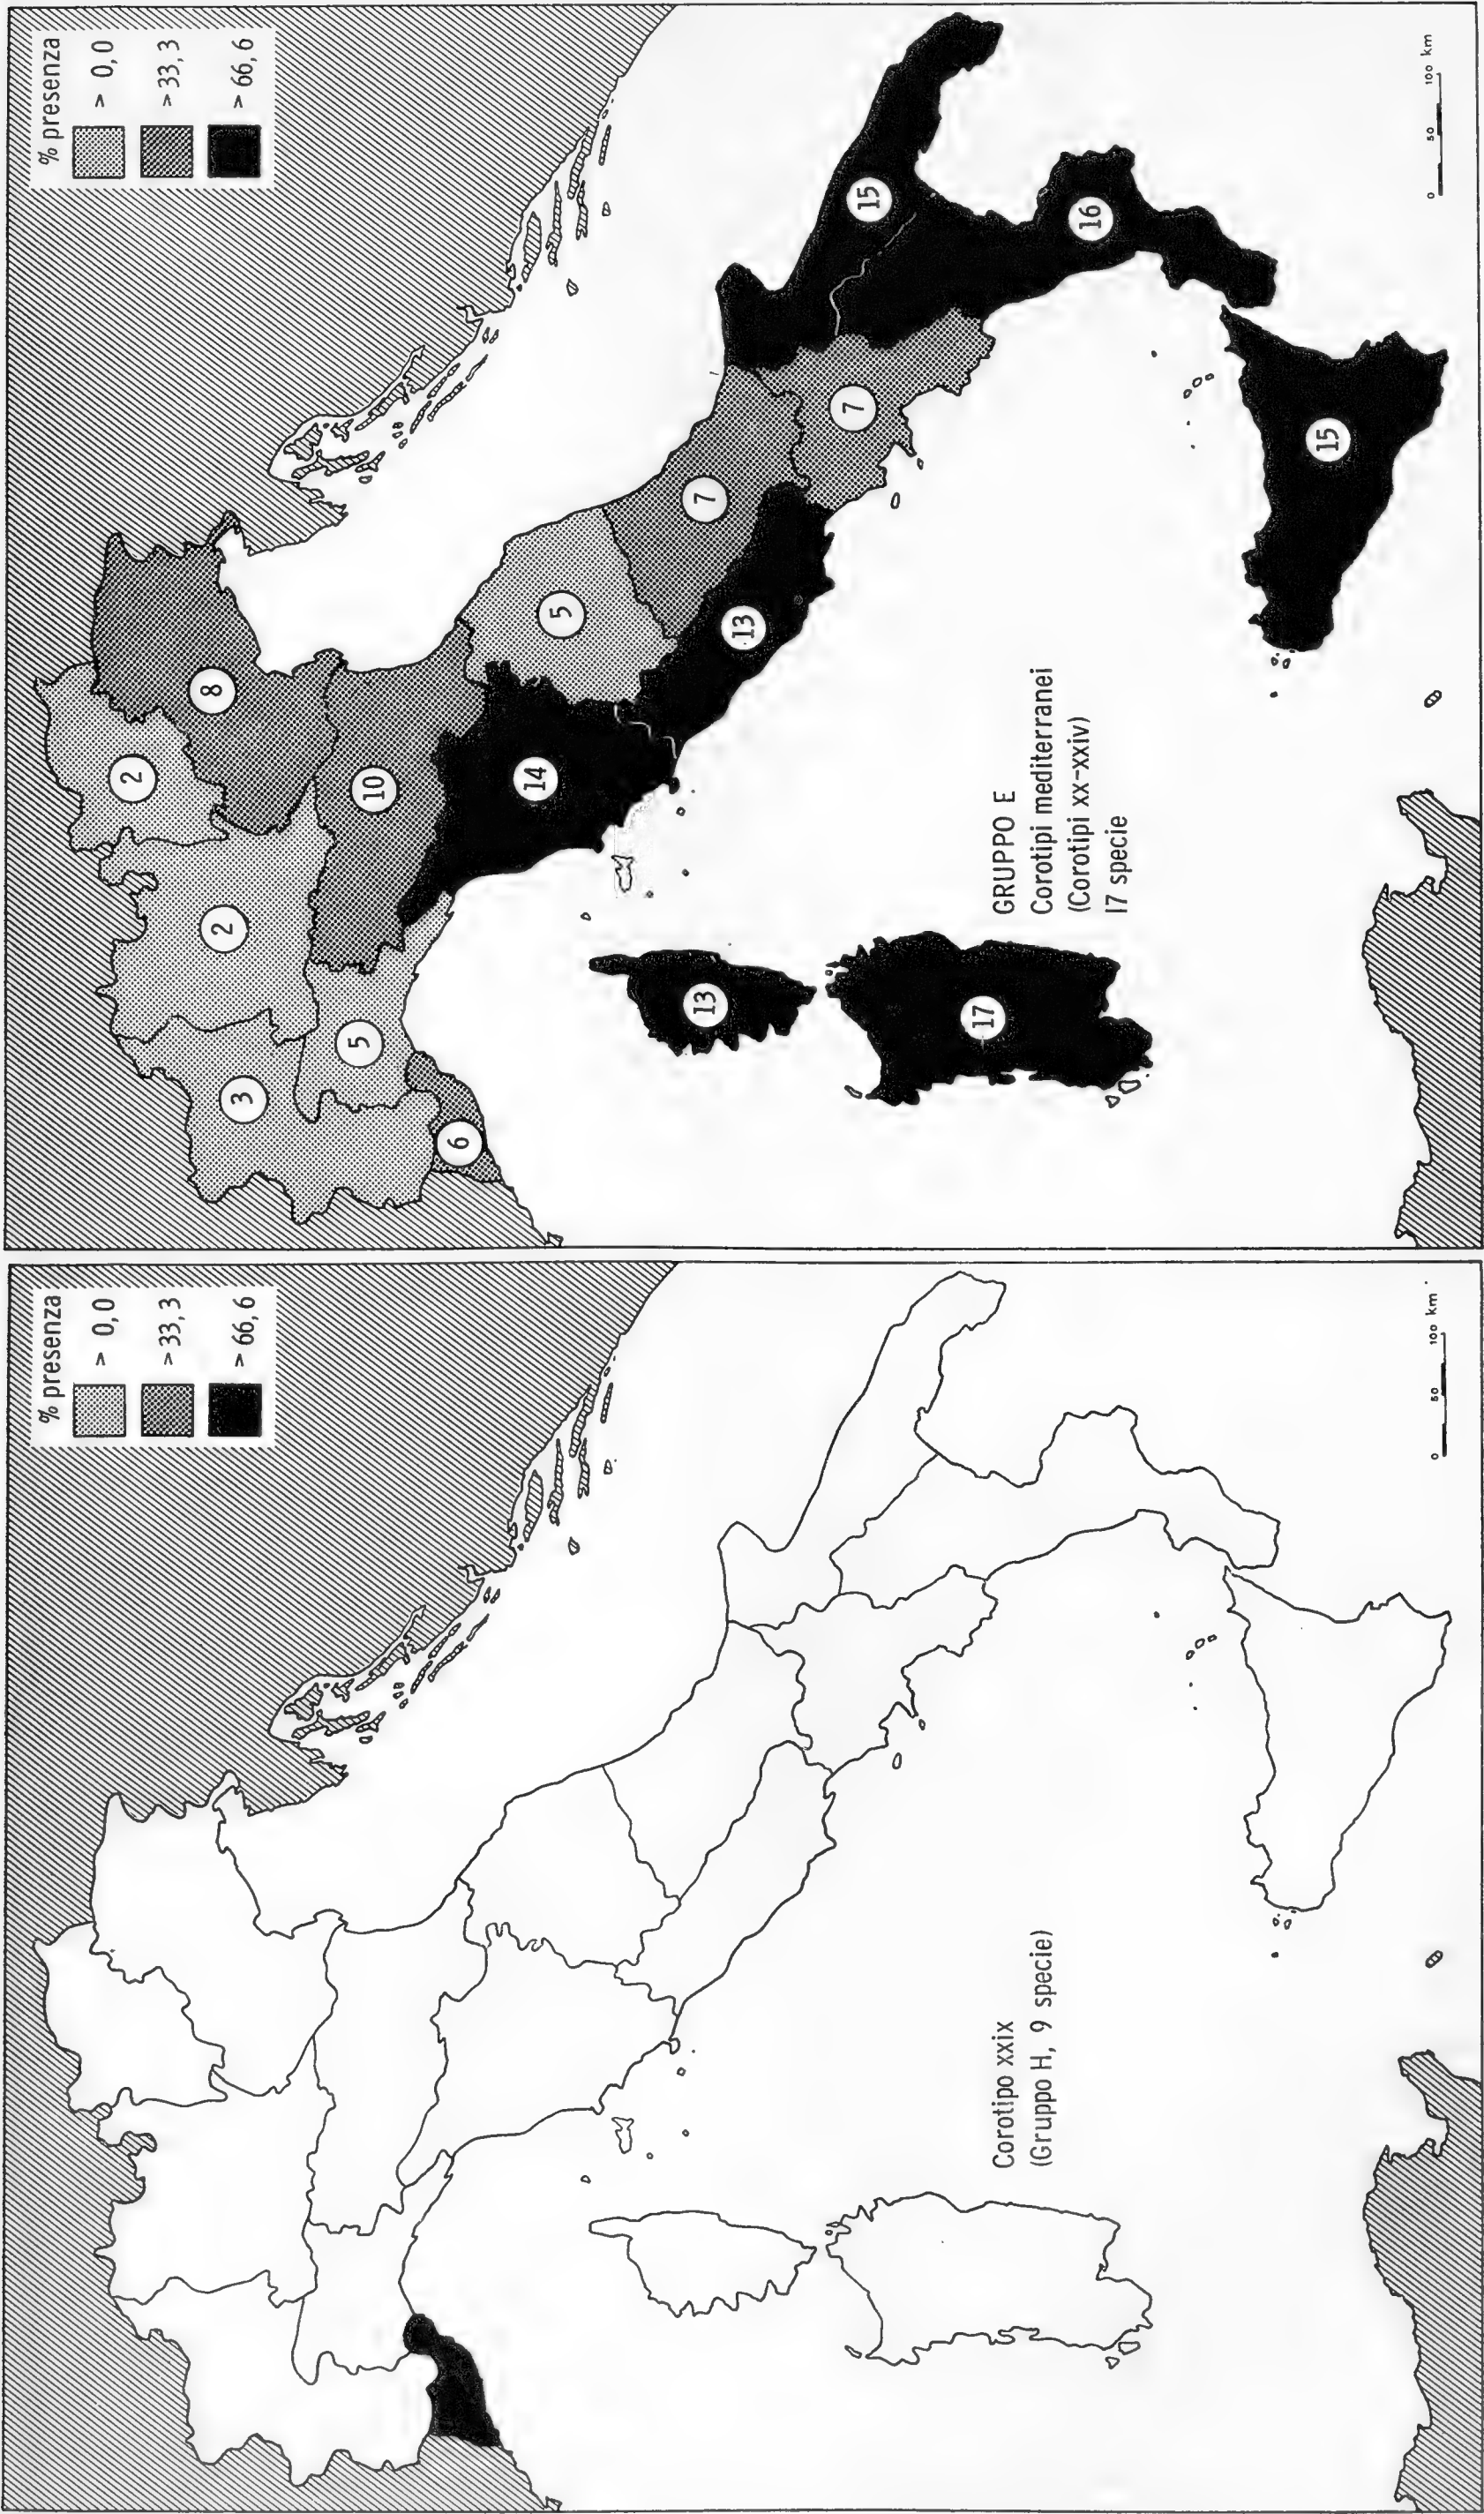 % presenza
> 0,0
> 33,3
> 66,6
Corotipo xxix
(Gruppo H, 9 specie)
0 50 100 km
% presenza
> 0,0
> 33,3
> 66,6
2
8
2
3
5
10
6
14
5
7
13
13
7
15
17
16
15
GRUPPO E
Corotipi mediterranei
(Corotipi xx-xxiv)
17 specie
0 50 100 km